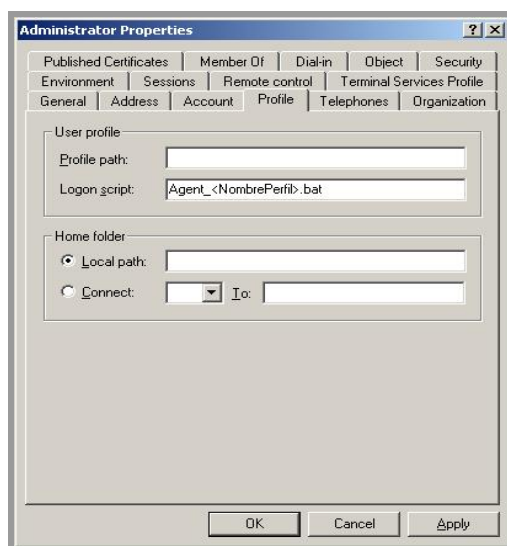 Administrator Properties
Published Certificates Member Of Dial-in Object Security
Environment Sessions Remote control Terminal Services Profile
General Address Account Profile Telephones Organization
User profile
Profile path:
Logon script: Agent_<NombrePerfil>.bat
Home folder
Local path:
Connect: To:
OK Cancel Apply